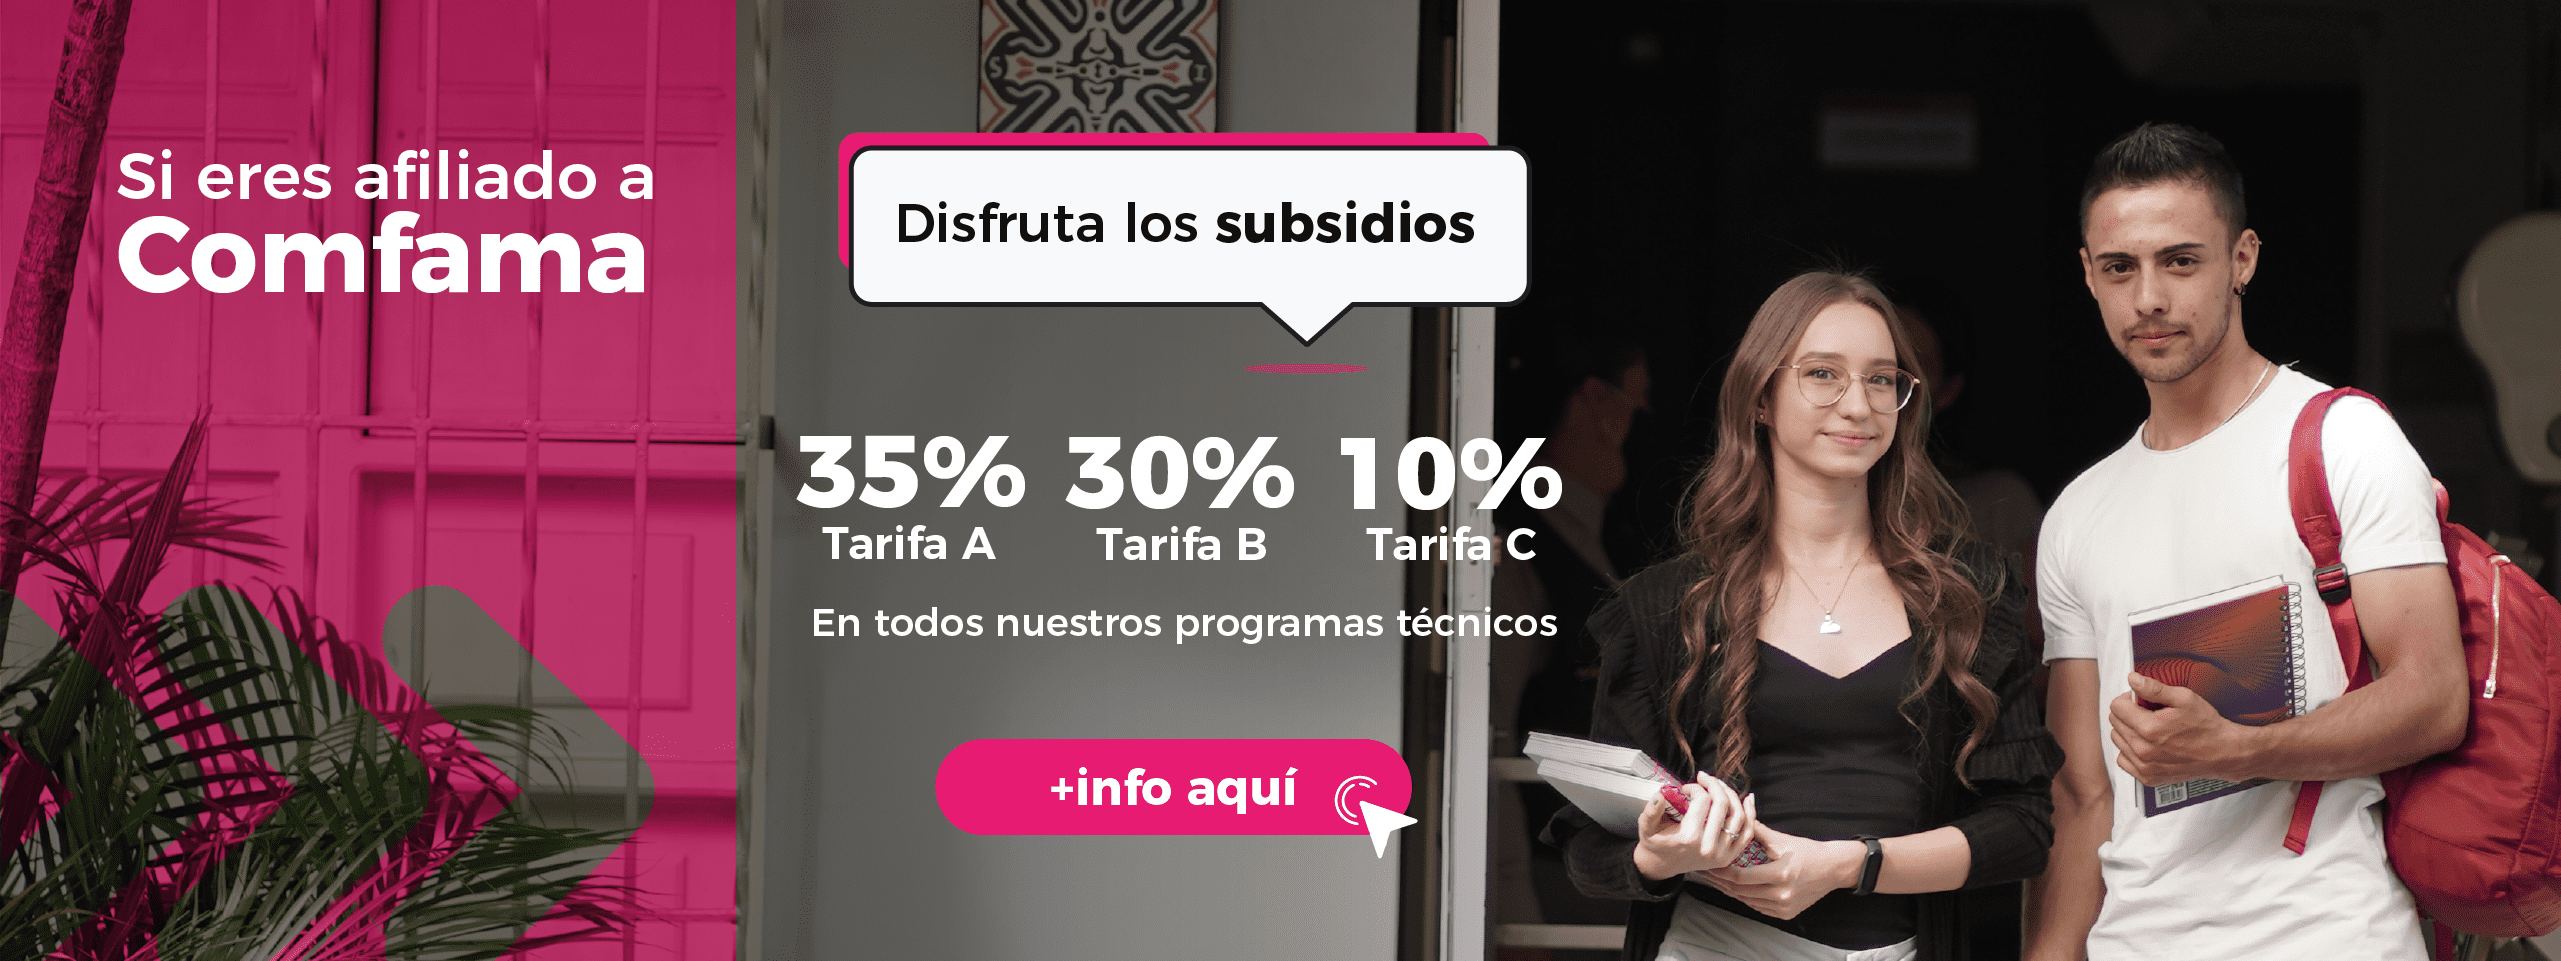 Si eres afiliado a
Comfama
Disfruta los subsidios
35% 30% 10%
Tarifa A Tarifa B Tarifa C
En todos nuestros programas técnicos
+info aquí